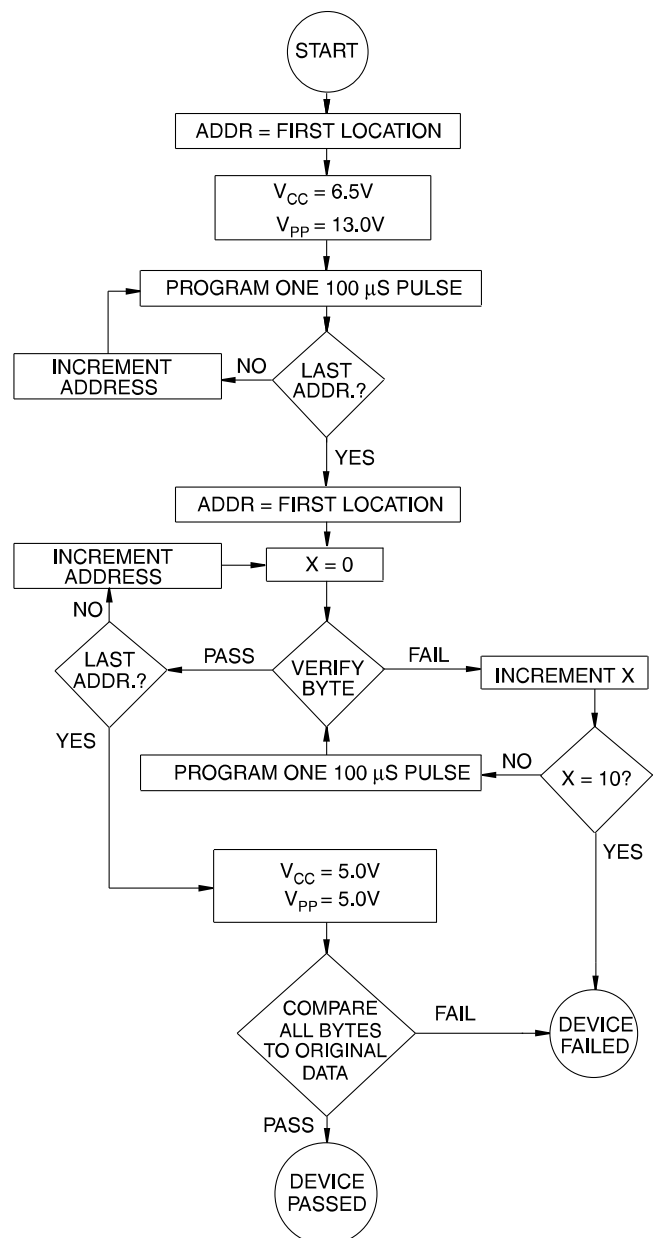 START
ADDR = FIRST LOCATION
V_CC = 6.5V
V_PP = 13.0V
PROGRAM ONE 100 μS PULSE
INCREMENT
ADDRESS
NO
LAST
ADDR.?
YES
ADDR = FIRST LOCATION
INCREMENT
ADDRESS
X = 0
NO
LAST
ADDR.?
PASS
VERIFY
BYTE
FAIL
INCREMENT X
YES
PROGRAM ONE 100 μS PULSE
NO
X = 10?
YES
V_CC = 5.0V
V_PP = 5.0V
COMPARE
ALL BYTES
TO ORIGINAL
DATA
FAIL
DEVICE
FAILED
PASS
DEVICE
PASSED